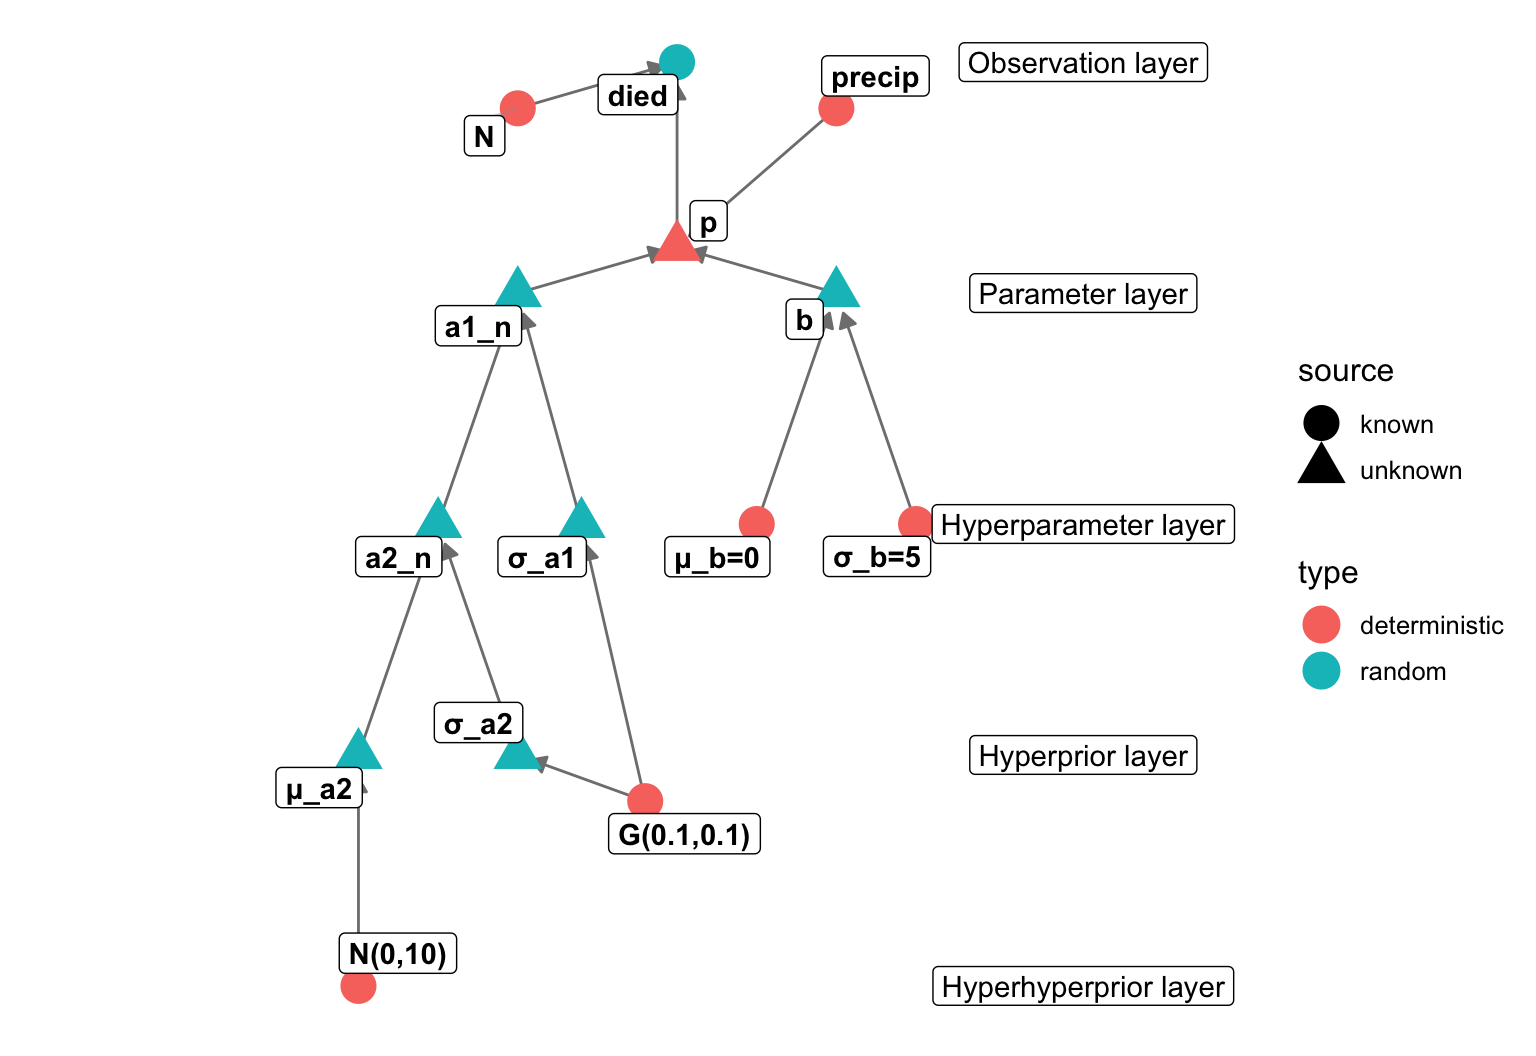 died
precip
Observation layer
N
p
Parameter layer
a1_n
b
source
known
unknown
Hyperparameter layer
a2_n
σ_a1
μ_b=0
σ_b=5
type
deterministic
random
σ_a2
Hyperprior layer
μ_a2
G(0.1,0.1)
N(0,10)
Hyperhyperprior layer